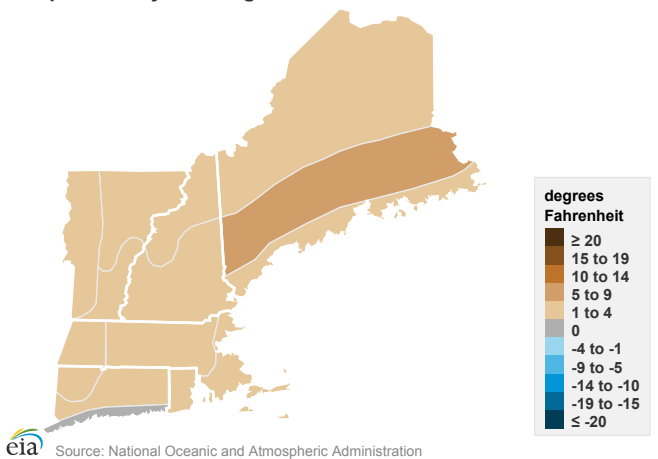 degrees
Fahrenheit
≥ 20
15 to 19
10 to 14
5 to 9
1 to 4
0
-4 to -1
-9 to -5
-14 to -10
-19 to -15
≤ -20
eia
Source: National Oceanic and Atmospheric Administration